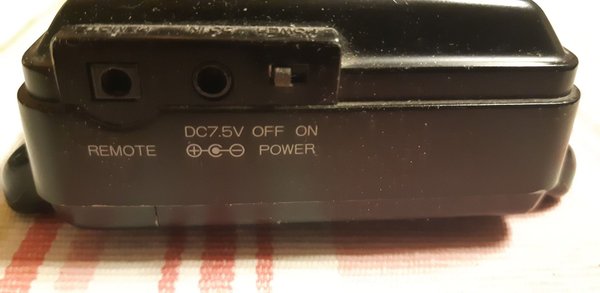 DC7.5V OFF ON
REMOTE ⊕-C-⊖ POWER